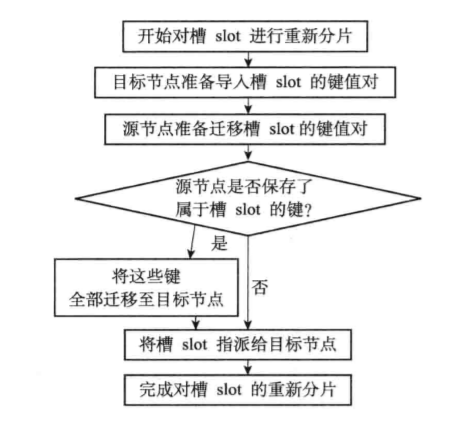 开始对槽 slot 进行重新分片
目标节点准备导入槽 slot 的键值对
源节点准备迁移槽 slot的键值对
源节点是否保存了
属于槽 slot 的键?
是
将这些键
全部迁移至目标节点
否
将槽 slot 指派给目标节点
完成对槽 slot 的重新分片